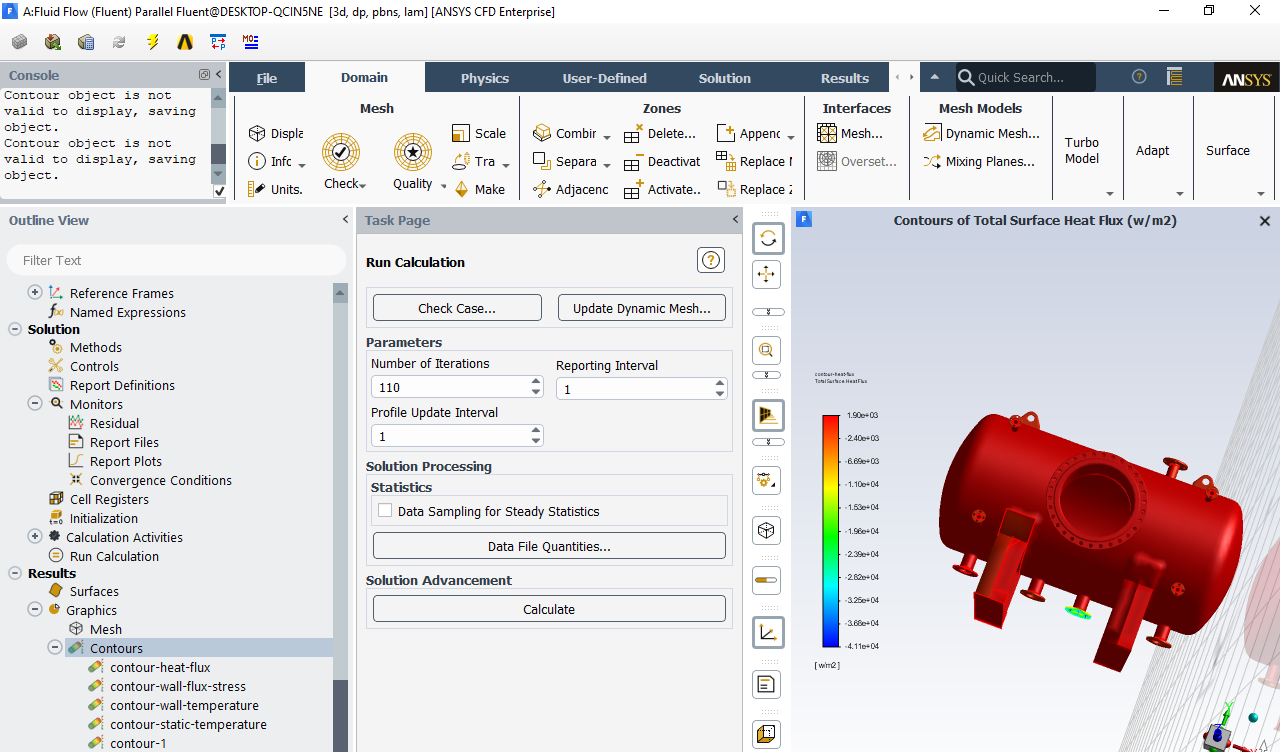 A:Fluid Flow (Fluent) Parallel Fluent@DESKTOP-QCIN5NE [3d, dp, pbns, lam] [ANSYS CFD Enterprise]
Console
Contour object is not
valid to display, saving
object.
Contour object is not
valid to display, saving
object.
File
Domain
Physics
User-Defined
Solution
Results
Quick Search...
ANSYS
Mesh
Displa
Info
Units.
Check
Quality
Scale
Tra
Make
Zones
Combir
Separa
Adjacenc
Delete...
Deactivat
Activate..
Appenc
Replace
Replace
Interfaces
Mesh...
Overset...
Mesh Models
Dynamic Mesh...
Mixing Planes...
Turbo
Model
Adapt
Surface
Outline View
Filter Text
Reference Frames
Named Expressions
Solution
Methods
Controls
Report Definitions
Monitors
Residual
Report Files
Report Plots
Convergence Conditions
Cell Registers
Initialization
Calculation Activities
Run Calculation
Results
Surfaces
Graphics
Mesh
Contours
contour-heat-flux
contour-wall-flux-stress
contour-wall-temperature
contour-static-temperature
contour-1
Task Page
Run Calculation
Check Case...
Update Dynamic Mesh...
Parameters
Number of Iterations
Reporting Interval
110
1
Profile Update Interval
1
Solution Processing
Statistics
Data Sampling for Steady Statistics
Data File Quantities...
Solution Advancement
Calculate
Contours of Total Surface Heat Flux (w/m2)
contour-heat-flux
Total Surface Heat Flux
1.90e+03
-2.40e+03
-6.69e+03
-1.10e+04
-1.53e+04
-1.96e+04
-2.39e+04
-2.82e+04
-3.25e+04
-3.68e+04
-4.11e+04
[ w/m2 ]